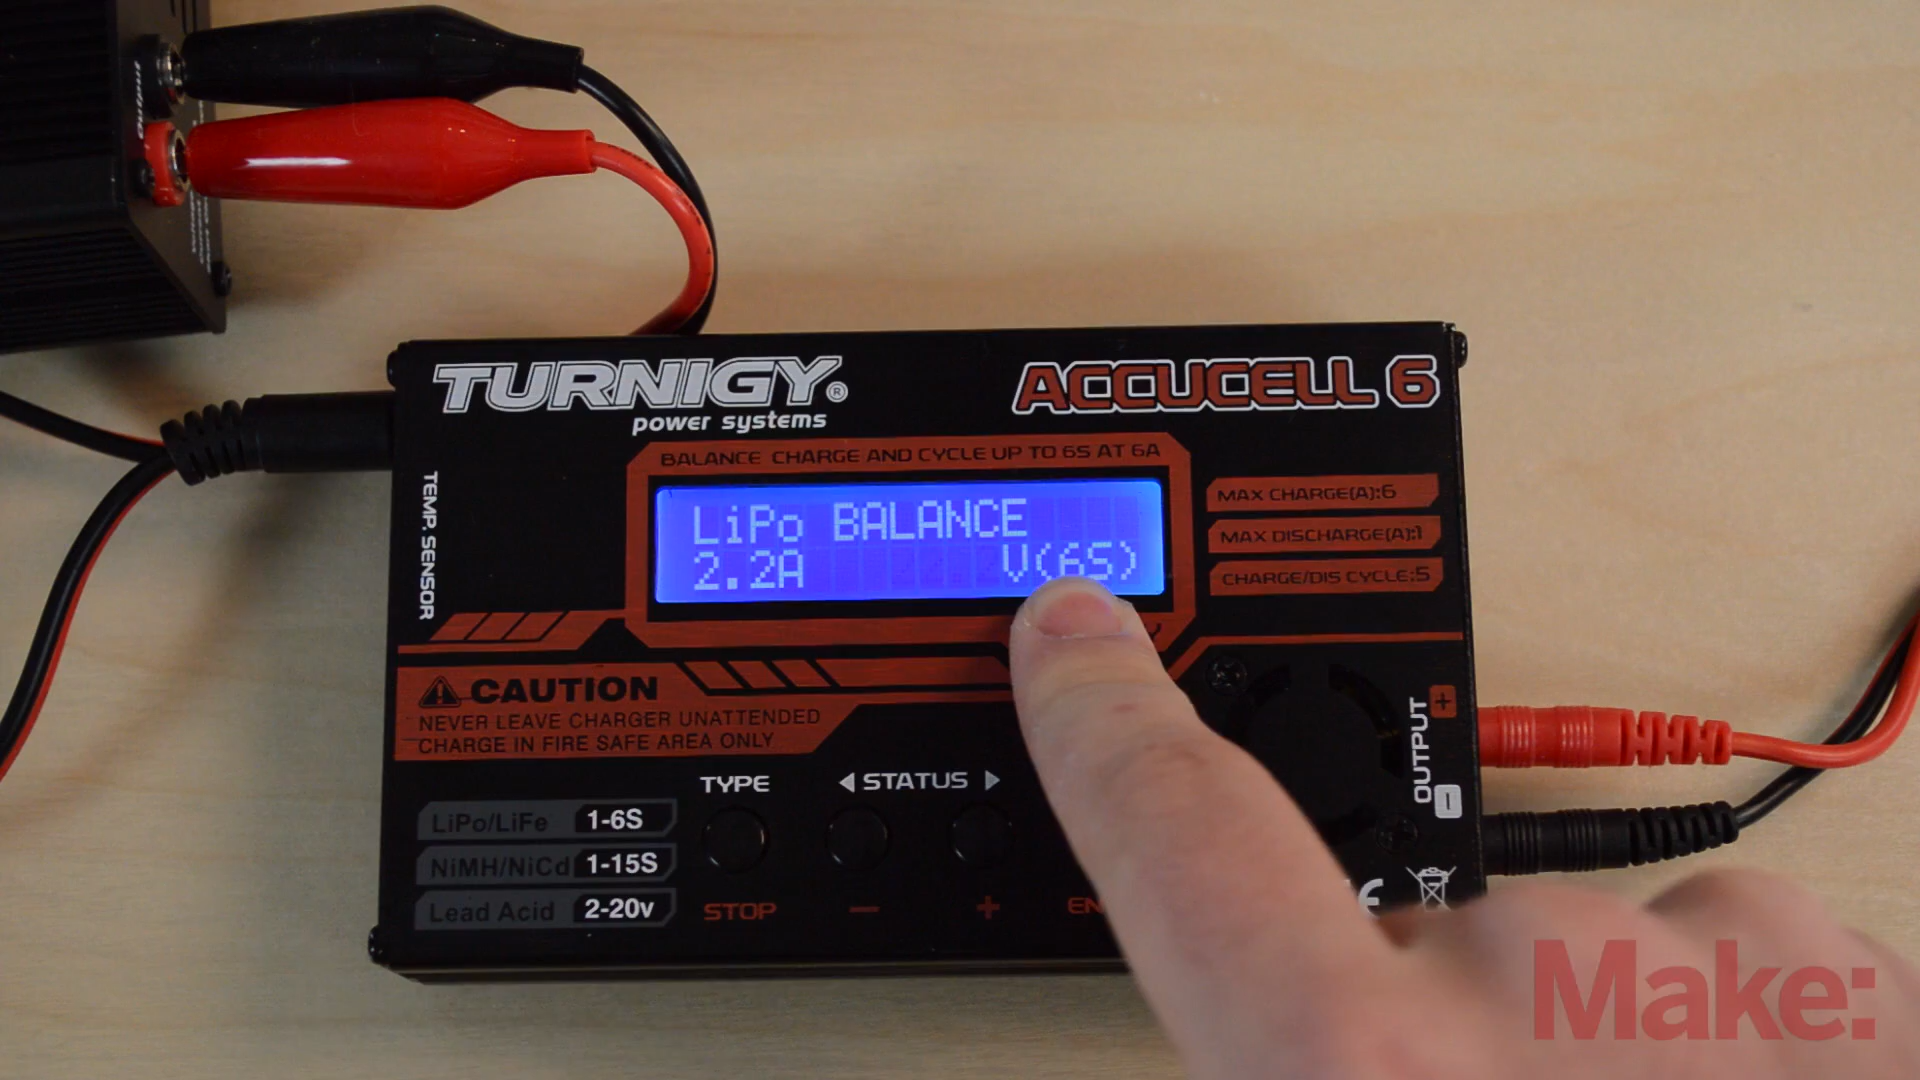 Output
TURNIGY®
power systems
ACCUCELL 6
BALANCE CHARGE AND CYCLE UP TO 6S AT 6A
LiPo BALANCE
2.2A V(6S)
MAX CHARGE(A):6
MAX DISCHARGE(A):1
CHARGE/DIS CYCLE:5
TEMP. SENSOR
CAUTION
NEVER LEAVE CHARGER UNATTENDED
CHARGE IN FIRE SAFE AREA ONLY
OUTPUT
+
−
TYPE
◀ STATUS ▶
LiPo/LiFe 1-6S
NiMH/NiCd 1-15S
Lead Acid 2-20v
STOP
− +
CE
Make: